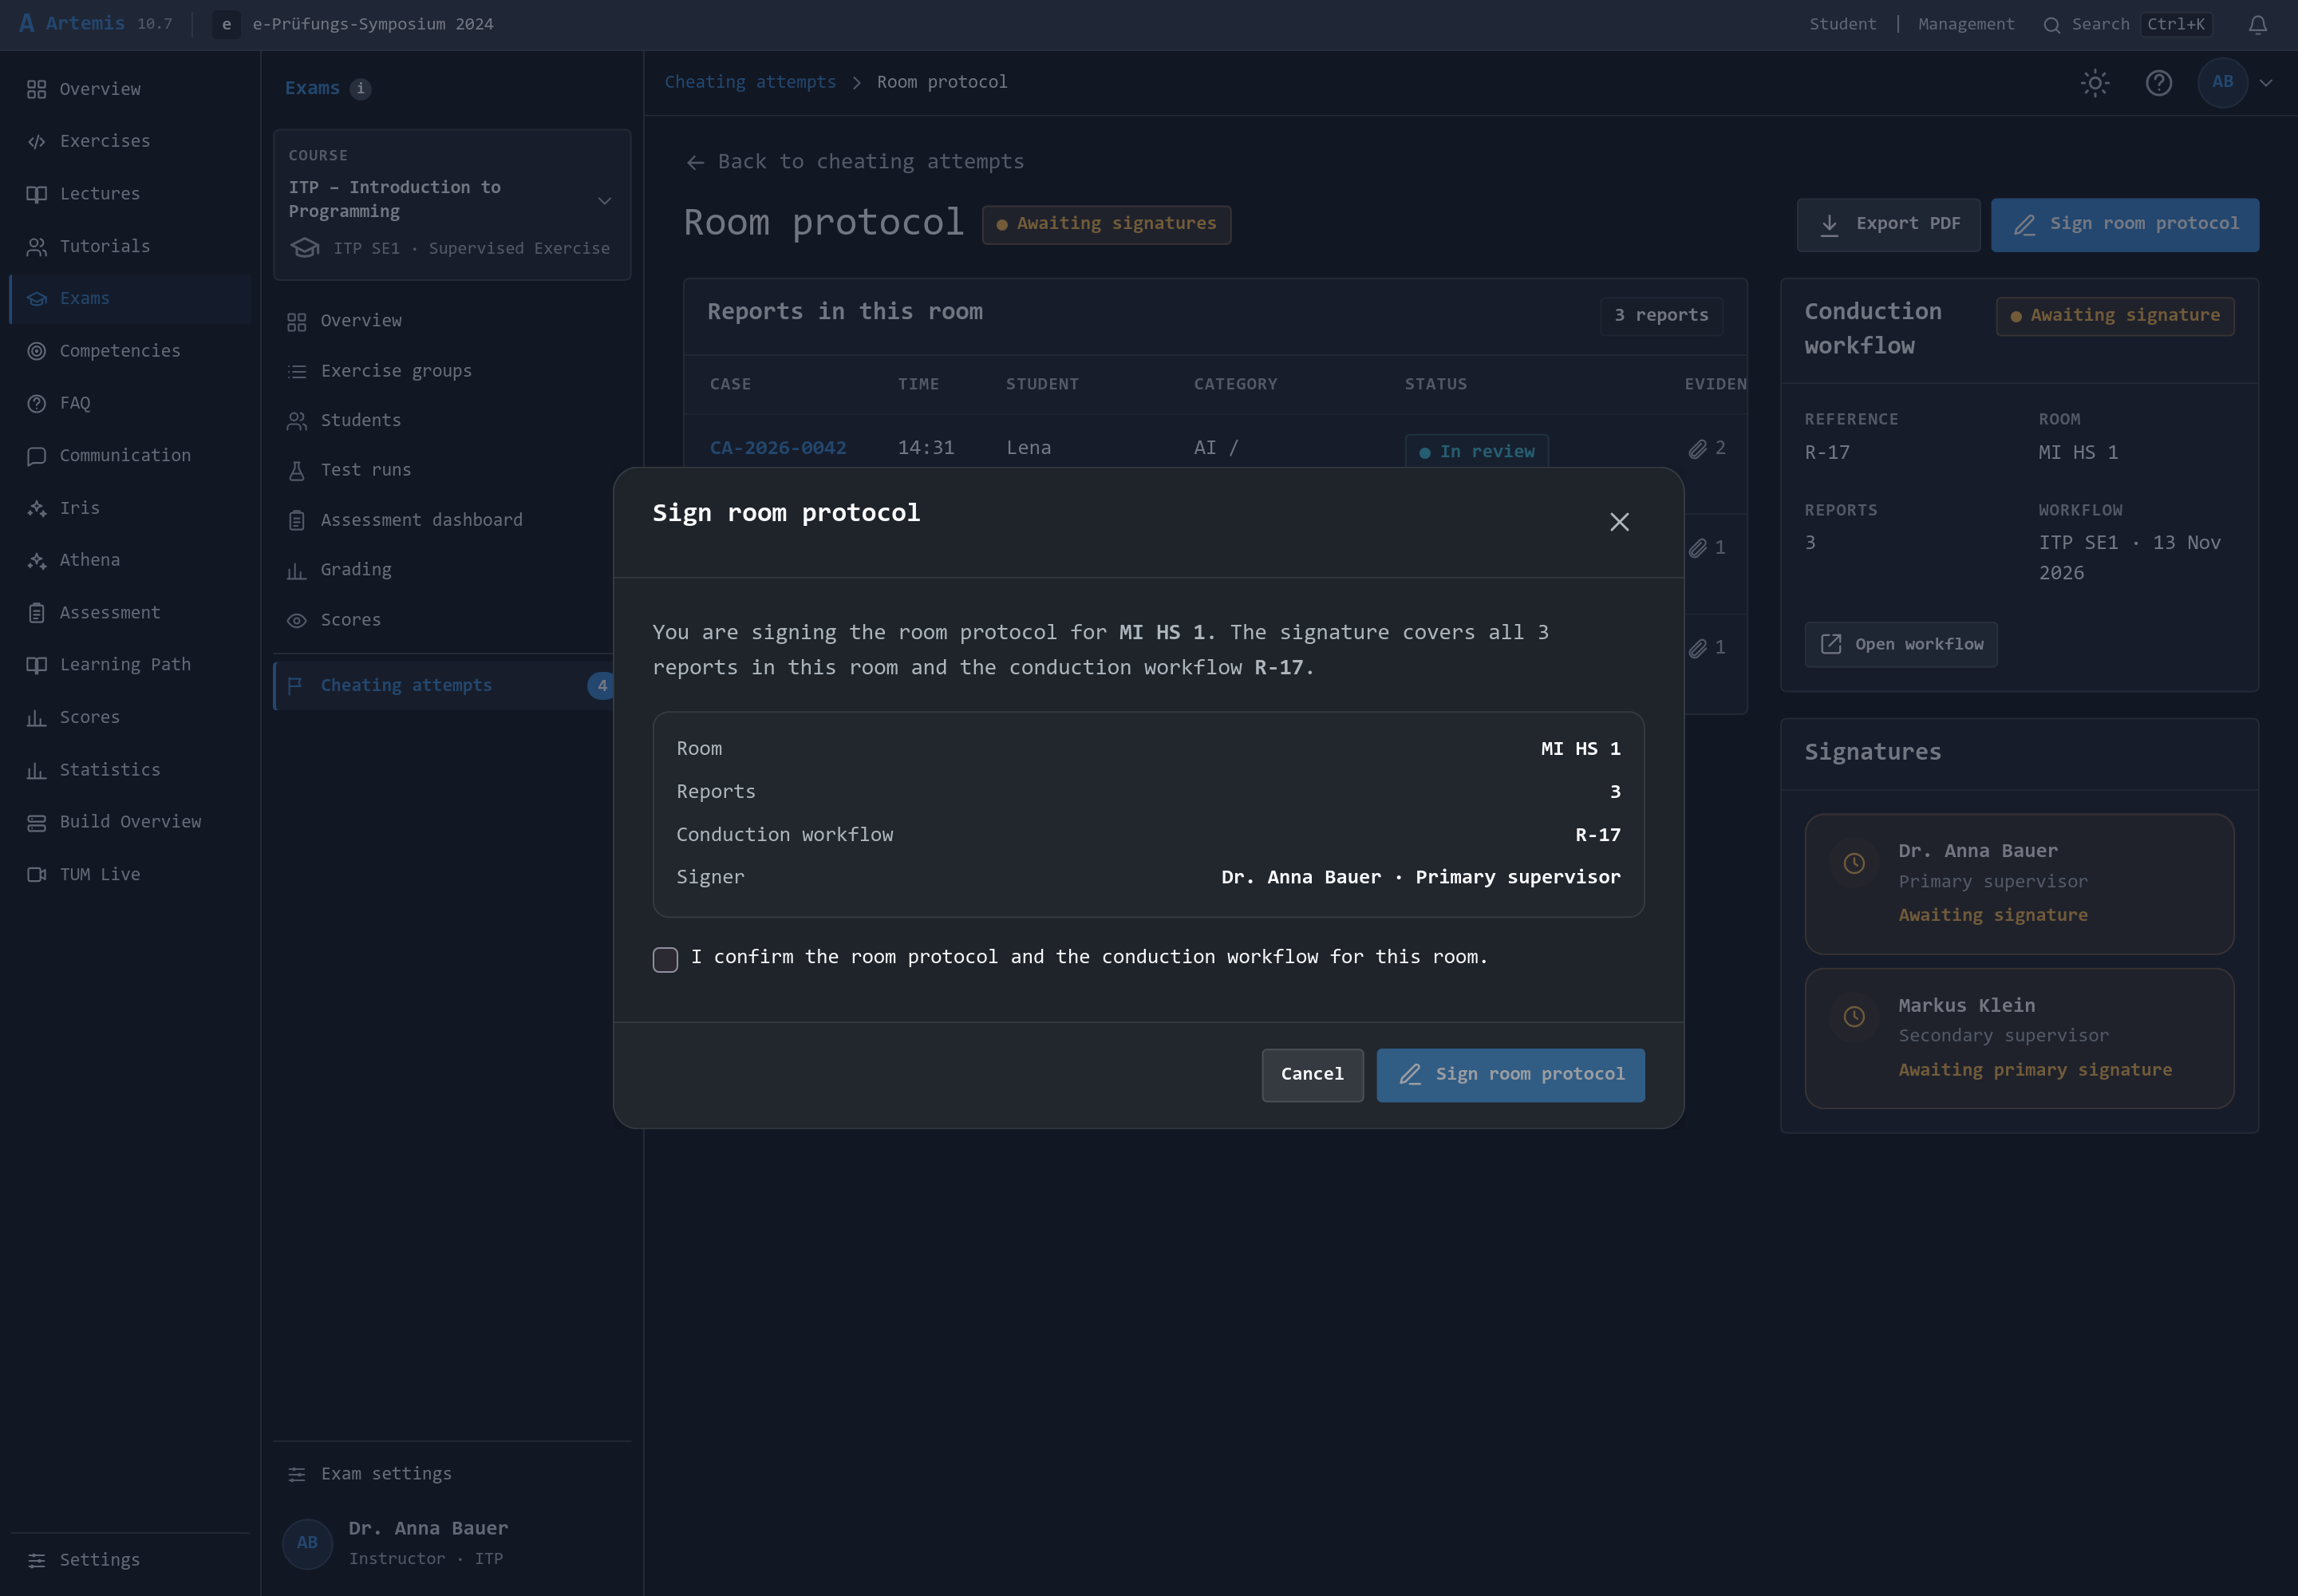 Artemis 10.7
e e-Prüfungs-Symposium 2024
Student | Management Search Ctrl+K
Overview
Exercises
Lectures
Tutorials
Exams
Competencies
FAQ
Communication
Iris
Athena
Assessment
Learning Path
Scores
Statistics
Build Overview
TUM Live
Settings
Exams i
COURSE
ITP – Introduction to
Programming
ITP SE1 · Supervised Exercise
Overview
Exercise groups
Students
Test runs
Assessment dashboard
Grading
Scores
Cheating attempts 4
Exam settings
AB
Dr. Anna Bauer
Instructor · ITP
Cheating attempts > Room protocol
AB
Back to cheating attempts
Room protocol
Awaiting signatures
Export PDF
Sign room protocol
Reports in this room
3 reports
CASE TIME STUDENT CATEGORY STATUS EVIDEN
CA-2026-0042 14:31 Lena AI / In review 2
1
1
Conduction
workflow
Awaiting signature
REFERENCE
R-17
ROOM
MI HS 1
REPORTS
3
WORKFLOW
ITP SE1 · 13 Nov
2026
Open workflow
Signatures
Dr. Anna Bauer
Primary supervisor
Awaiting signature
Markus Klein
Secondary supervisor
Awaiting primary signature
Sign room protocol
You are signing the room protocol for MI HS 1. The signature covers all 3
reports in this room and the conduction workflow R-17.
Room MI HS 1
Reports 3
Conduction workflow R-17
Signer Dr. Anna Bauer · Primary supervisor
I confirm the room protocol and the conduction workflow for this room.
Cancel
Sign room protocol